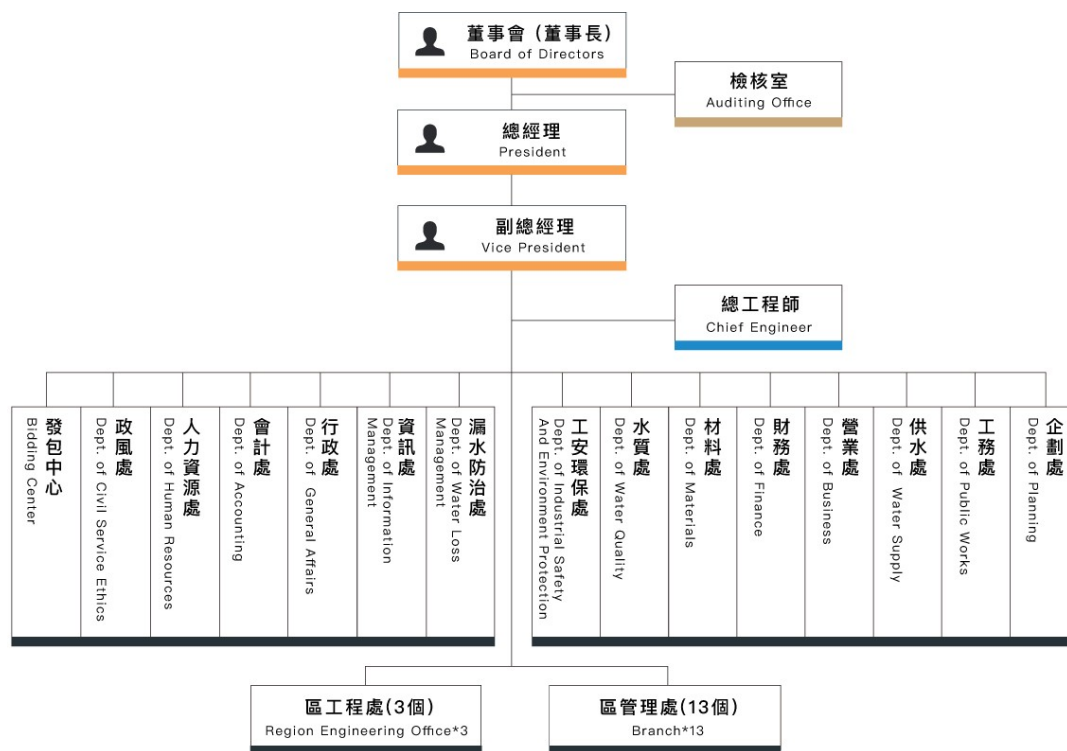 董事會 (董事長)
Board of Directors
檢核室
Auditing Office
總經理
President
副總經理
Vice President
總工程師
Chief Engineer
發包中心
Bidding Center
政風處
Dept. of Civil Service Ethics
人力資源處
Dept. of Human Resources
會計處
Dept. of Accounting
行政處
Dept. of General Affairs
資訊處
Dept. of Information
Management
漏水防治處
Dept. of Water Loss
Management
工安環保處
Dept. of Industrial Safety
And Environment Protection
水質處
Dept. of Water Quality
材料處
Dept. of Materials
財務處
Dept. of Finance
營業處
Dept. of Business
供水處
Dept. of Water Supply
工務處
Dept. of Public Works
企劃處
Dept. of Planning
區工程處(3個)
Region Engineering Office*3
區管理處(13個)
Branch*13